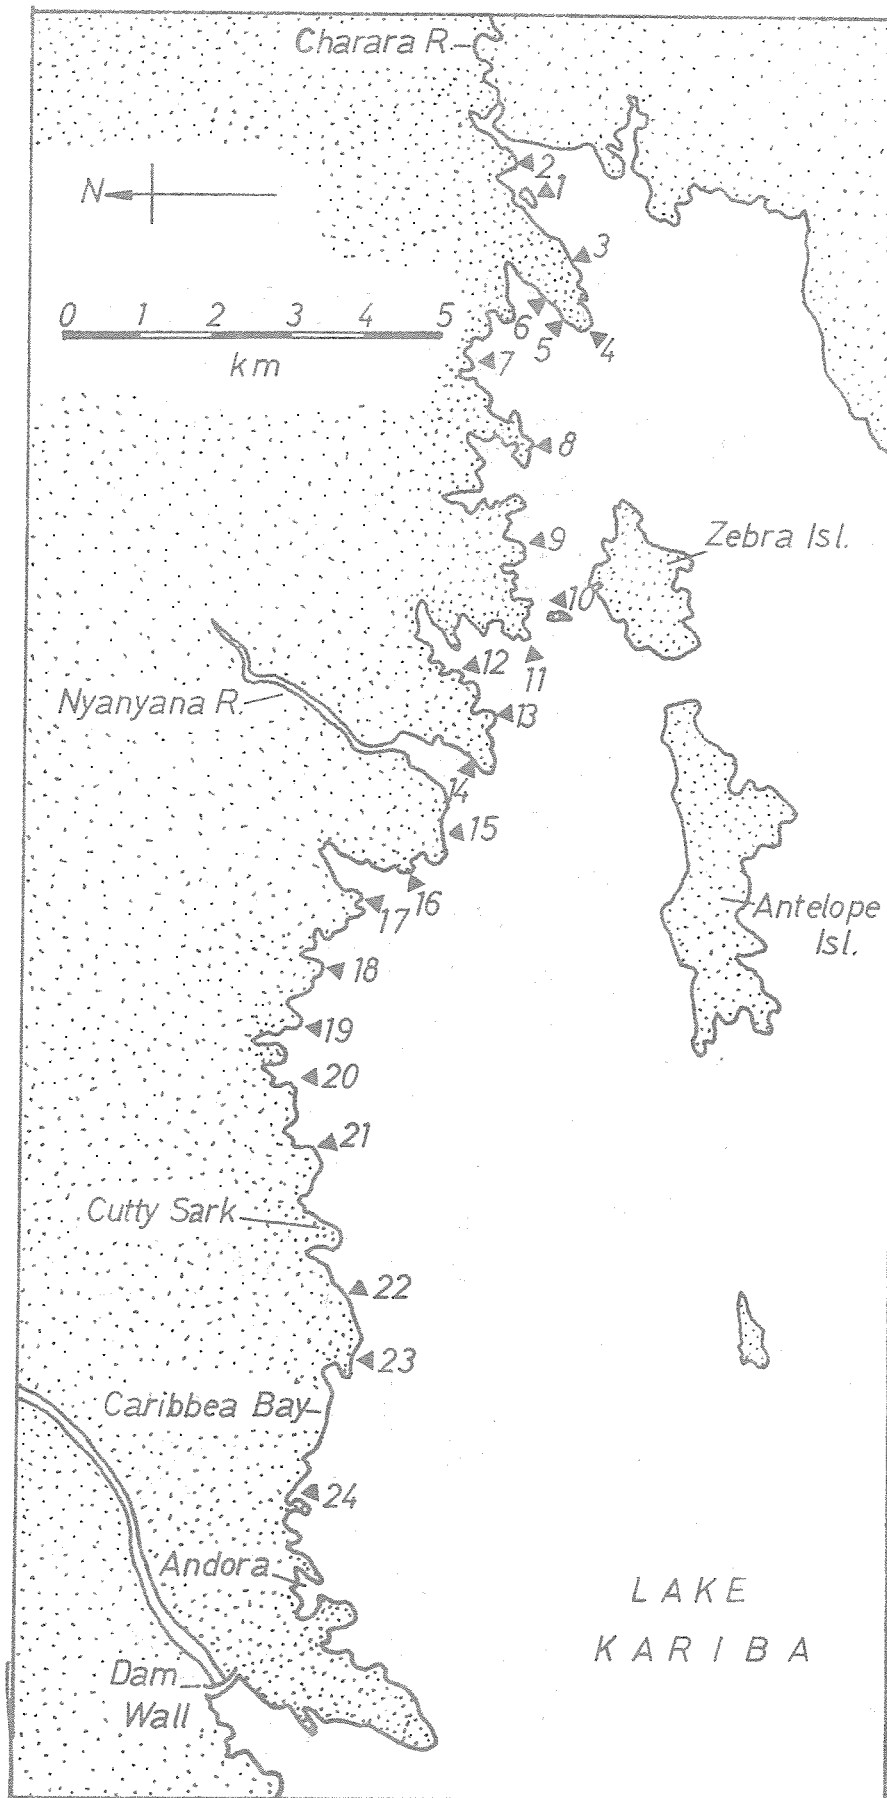 Charara R.
2
1
N
3
0 1 2 3 4 5
km
6
5
4
7
8
9
Zebra Isl.
10
11
12
Nyanyana R.
13
14
15
16
17
Antelope
Isl.
18
19
20
21
Cutty Sark
22
23
Caribbea Bay
24
Andora
LAKE
KARIBA
Dam
Wall